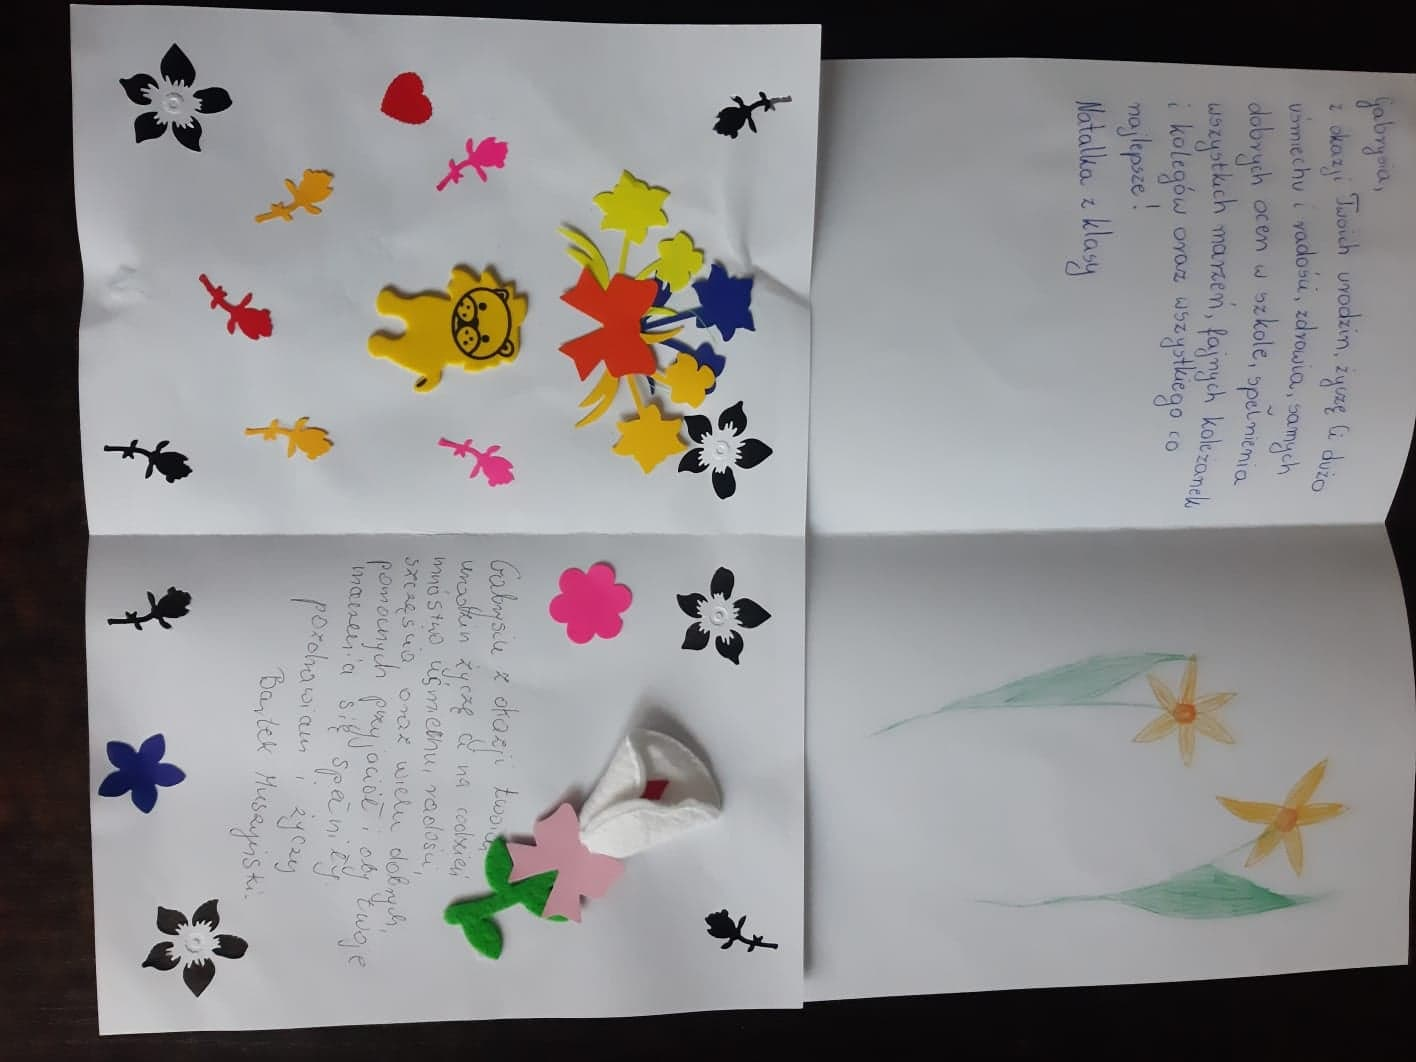 Gabrysia,
z okazji Twoich urodzin, życzę Ci dużo
uśmiechu i radości, zdrowia, samych
dobrych ocen w szkole, spełnienia
wszystkich marzeń, fajnych koleżanek
i kolegów oraz wszystkiego co
najlepsze!
Natalka z klasy
Gabrysiu z okazji twoich
urodzin życzę Ci na codzień
mnóstwo uśmiechu, radości,
szczęścia oraz wielu dobrych,
pomocnych przyjaciół i oby twoje
marzenia się spełniły.
Pozdrawiam i życzy
Bartek Muszyński.